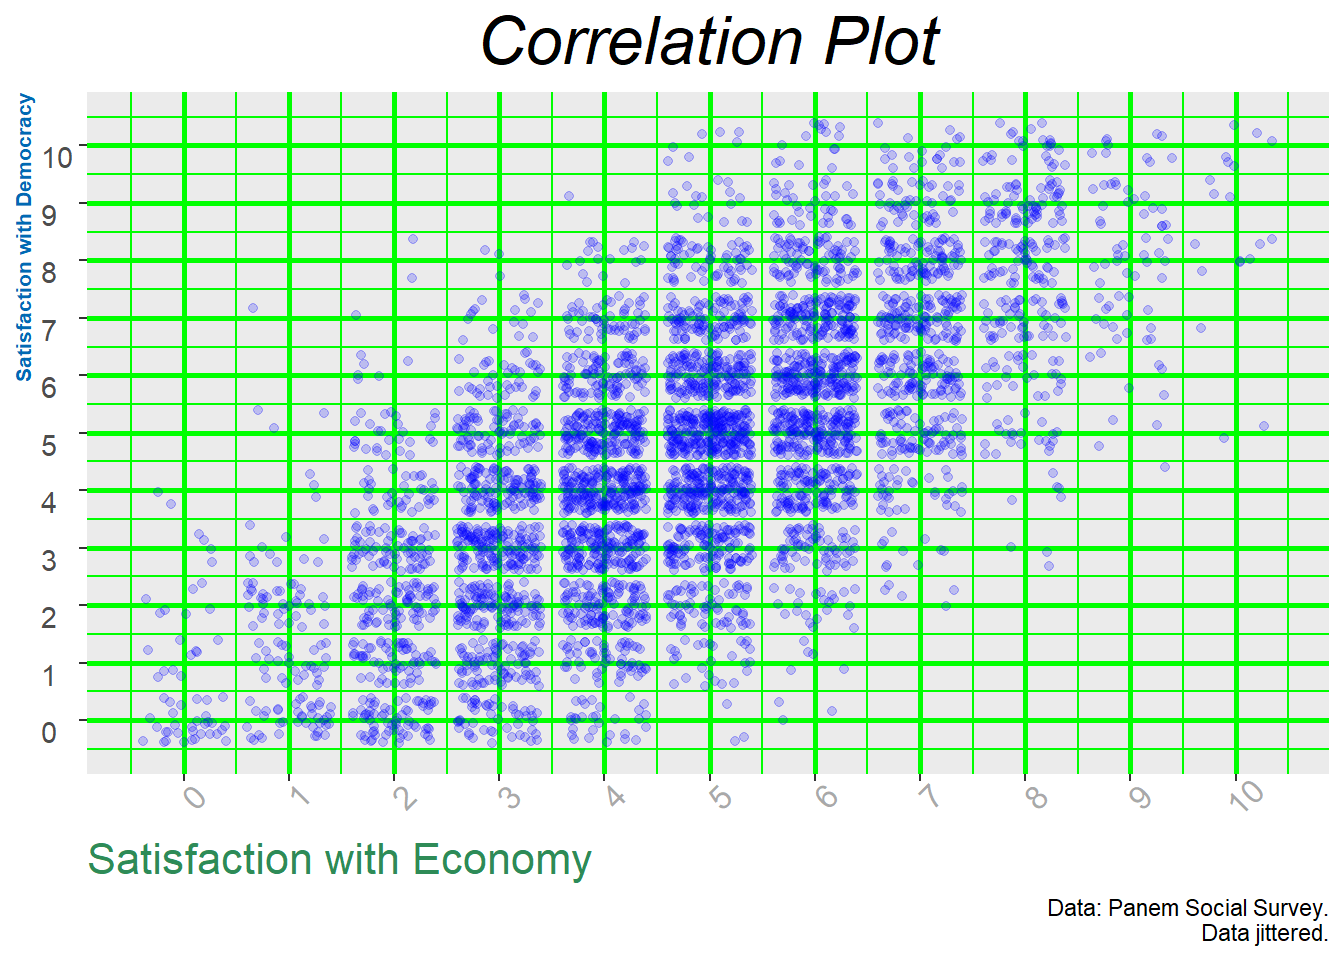 Correlation Plot
Satisfaction with Democracy
10
9
8
7
6
5
4
3
2
1
0
0 1 2 3 4 5 6 7 8 9 10
Satisfaction with Economy
Data: Panem Social Survey.
Data jittered.